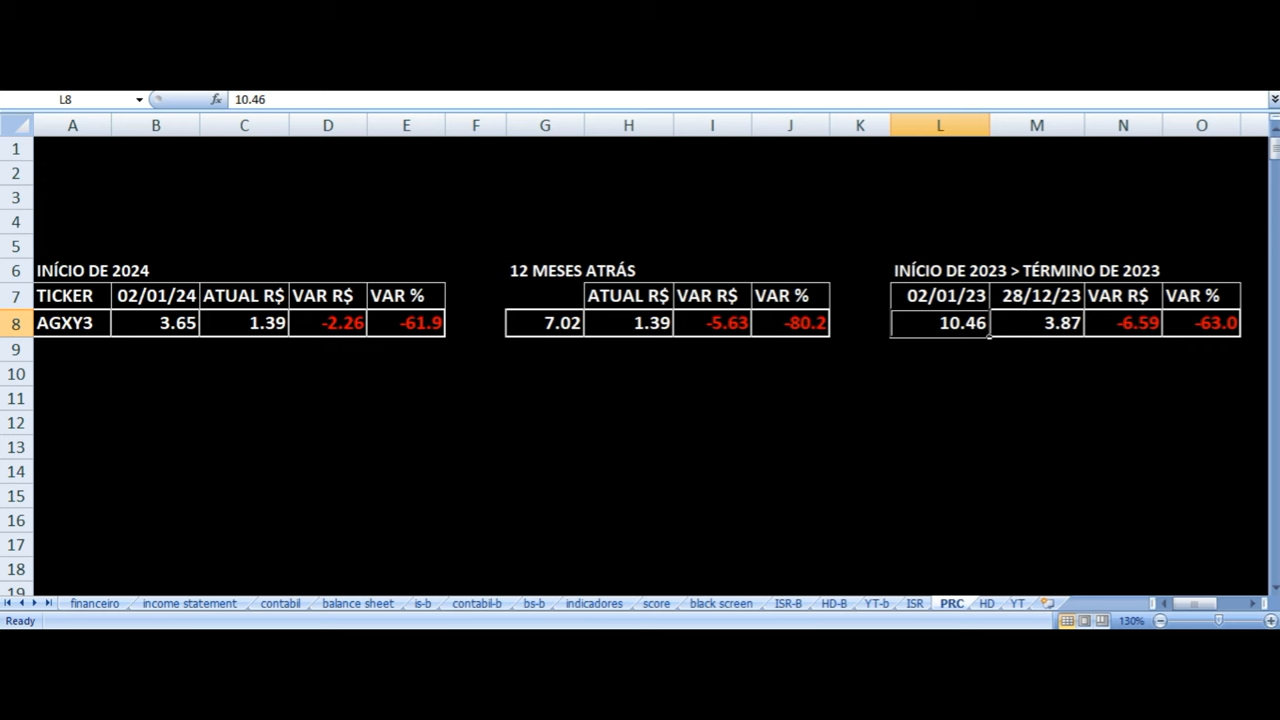 L8 fx 10.46
A B C D E F G H I J K L M N O
1
2
3
4
5
6 INÍCIO DE 2024 12 MESES ATRÁS INÍCIO DE 2023 > TÉRMINO DE 2023
7 TICKER 02/01/24 ATUAL R$ VAR R$ VAR % ATUAL R$ VAR R$ VAR % 02/01/23 28/12/23 VAR R$ VAR %
8 AGXY3 3.65 1.39 -2.26 -61.9 7.02 1.39 -5.63 -80.2 10.46 3.87 -6.59 -63.0
9
10
11
12
13
14
15
16
17
18
19
financeiro income statement contabil balance sheet is-b contabil-b bs-b indicadores score black screen ISR-B HD-B YT-b ISR PRC HD YT
Ready 130%